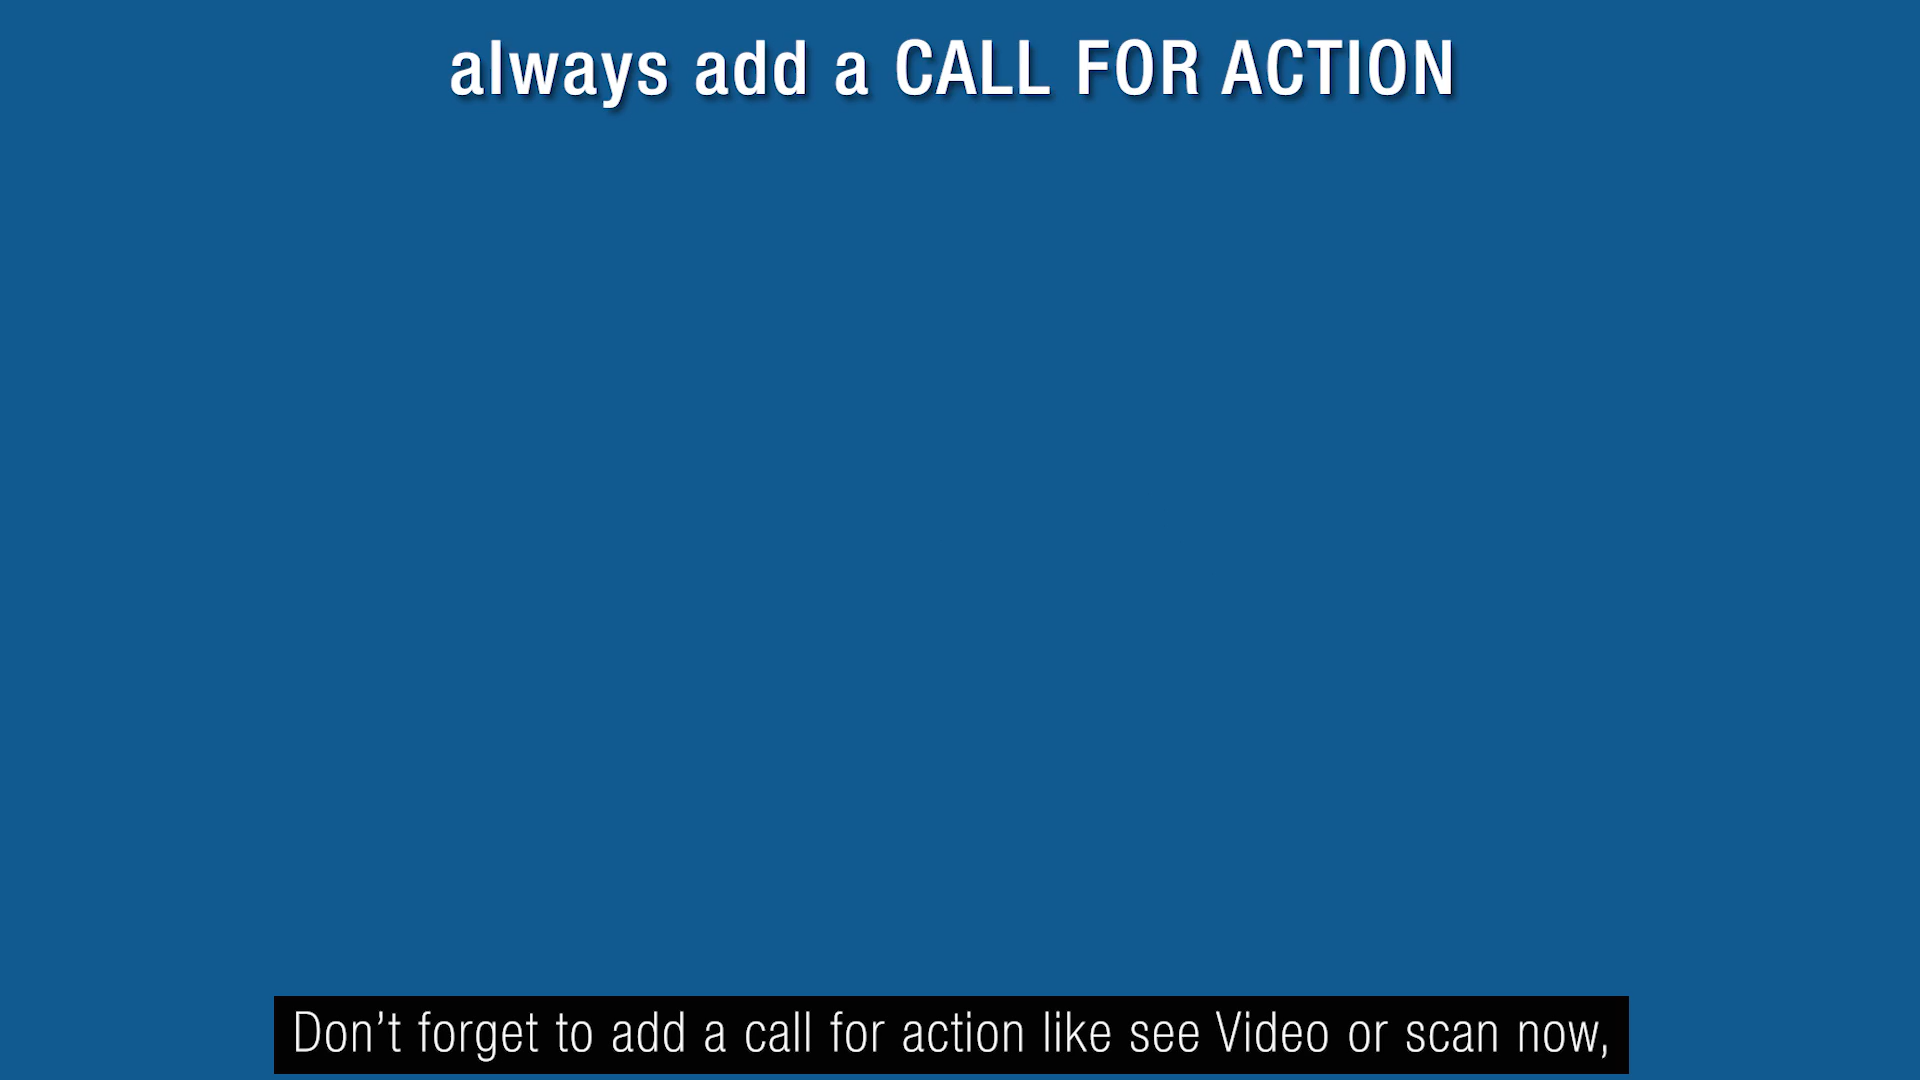 always add a CALL FOR ACTION
Don’t forget to add a call for action like see Video or scan now,